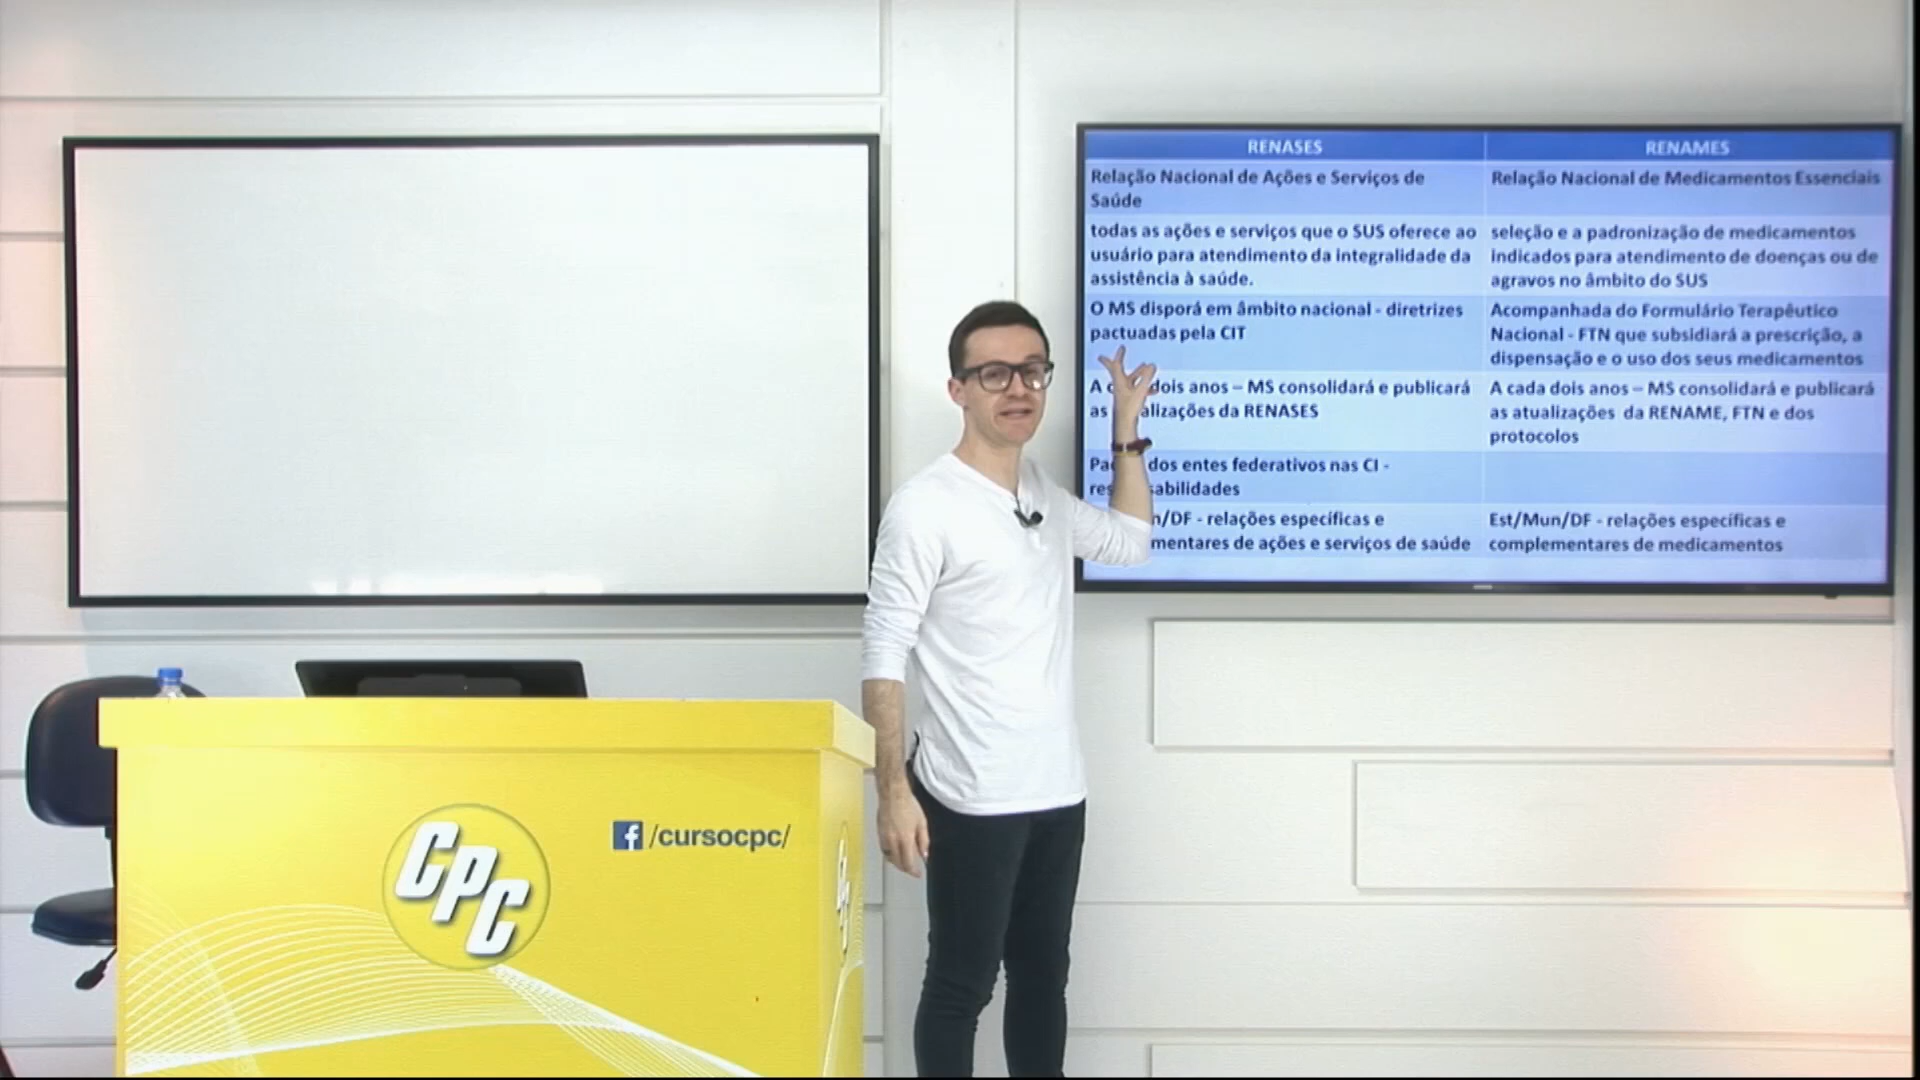 RENASES
RENAMES
Relação Nacional de Ações e Serviços de
Saúde
Relação Nacional de Medicamentos Essenciais
todas as ações e serviços que o SUS oferece ao
usuário para atendimento da integralidade da
assistência à saúde.
seleção e a padronização de medicamentos
indicados para atendimento de doenças ou de
agravos no âmbito do SUS
O MS disporá em âmbito nacional - diretrizes
pactuadas pela CIT
Acompanhada do Formulário Terapêutico
Nacional - FTN que subsidiará a prescrição, a
dispensação e o uso dos seus medicamentos
A dois anos – MS consolidará e publicará
as da RENASES
A cada dois anos – MS consolidará e publicará
as atualizações da RENAME, FTN e dos
protocolos
dos entes federativos nas CI -
/DF - relações específicas e
de ações e serviços de saúde
Est/Mun/DF - relações específicas e
complementares de medicamentos
CPC
/cursocpc/